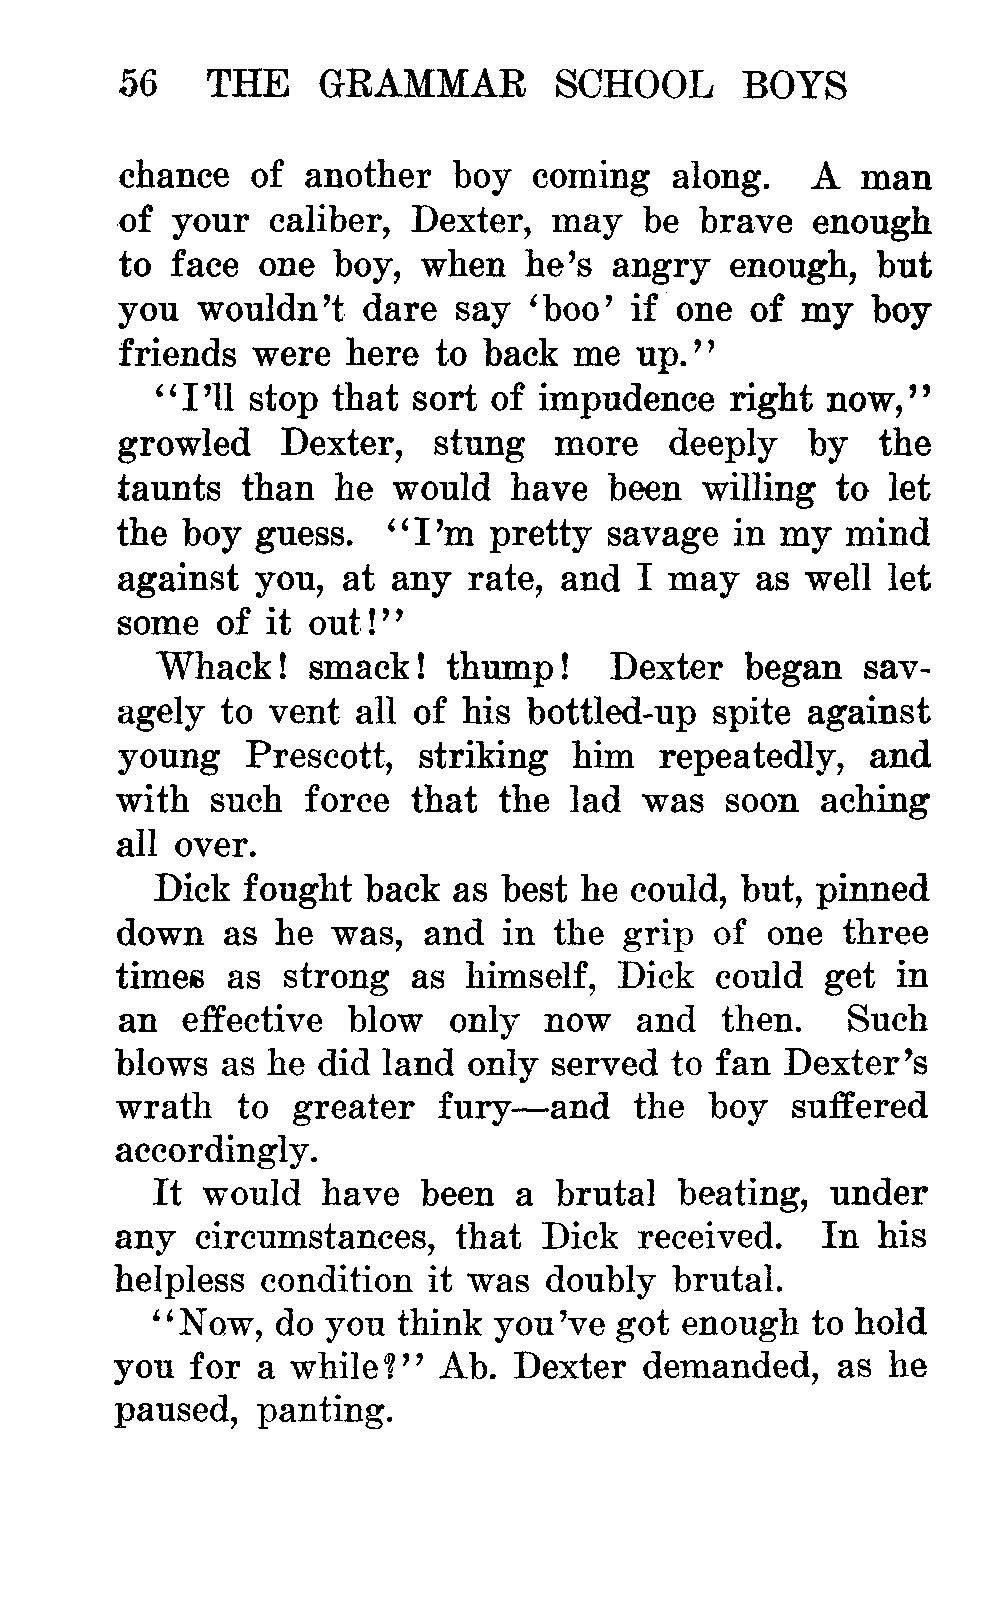 56 THE GRAMMAR SCHOOL BOYS
chance of another boy coming along. A man
of your caliber, Dexter, may be brave enough
to face one boy, when he's angry enough, but
you wouldn't dare say 'boo' if one of my boy
friends were here to back me up."
"I'll stop that sort of impudence right now,"
growled Dexter, stung more deeply by the
taunts than he would have been willing to let
the boy guess. "I'm pretty savage in my mind
against you, at any rate, and I may as well let
some of it out!"
Whack! smack! thump! Dexter began sav-
agely to vent all of his bottled-up spite against
young Prescott, striking him repeatedly, and
with such force that the lad was soon aching
all over.
Dick fought back as best he could, but, pinned
down as he was, and in the grip of one three
times as strong as himself, Dick could get in
an effective blow only now and then. Such
blows as he did land only served to fan Dexter's
wrath to greater fury—and the boy suffered
accordingly.
It would have been a brutal beating, under
any circumstances, that Dick received. In his
helpless condition it was doubly brutal.
"Now, do you think you've got enough to hold
you for a while?" Ab. Dexter demanded, as he
paused, panting.